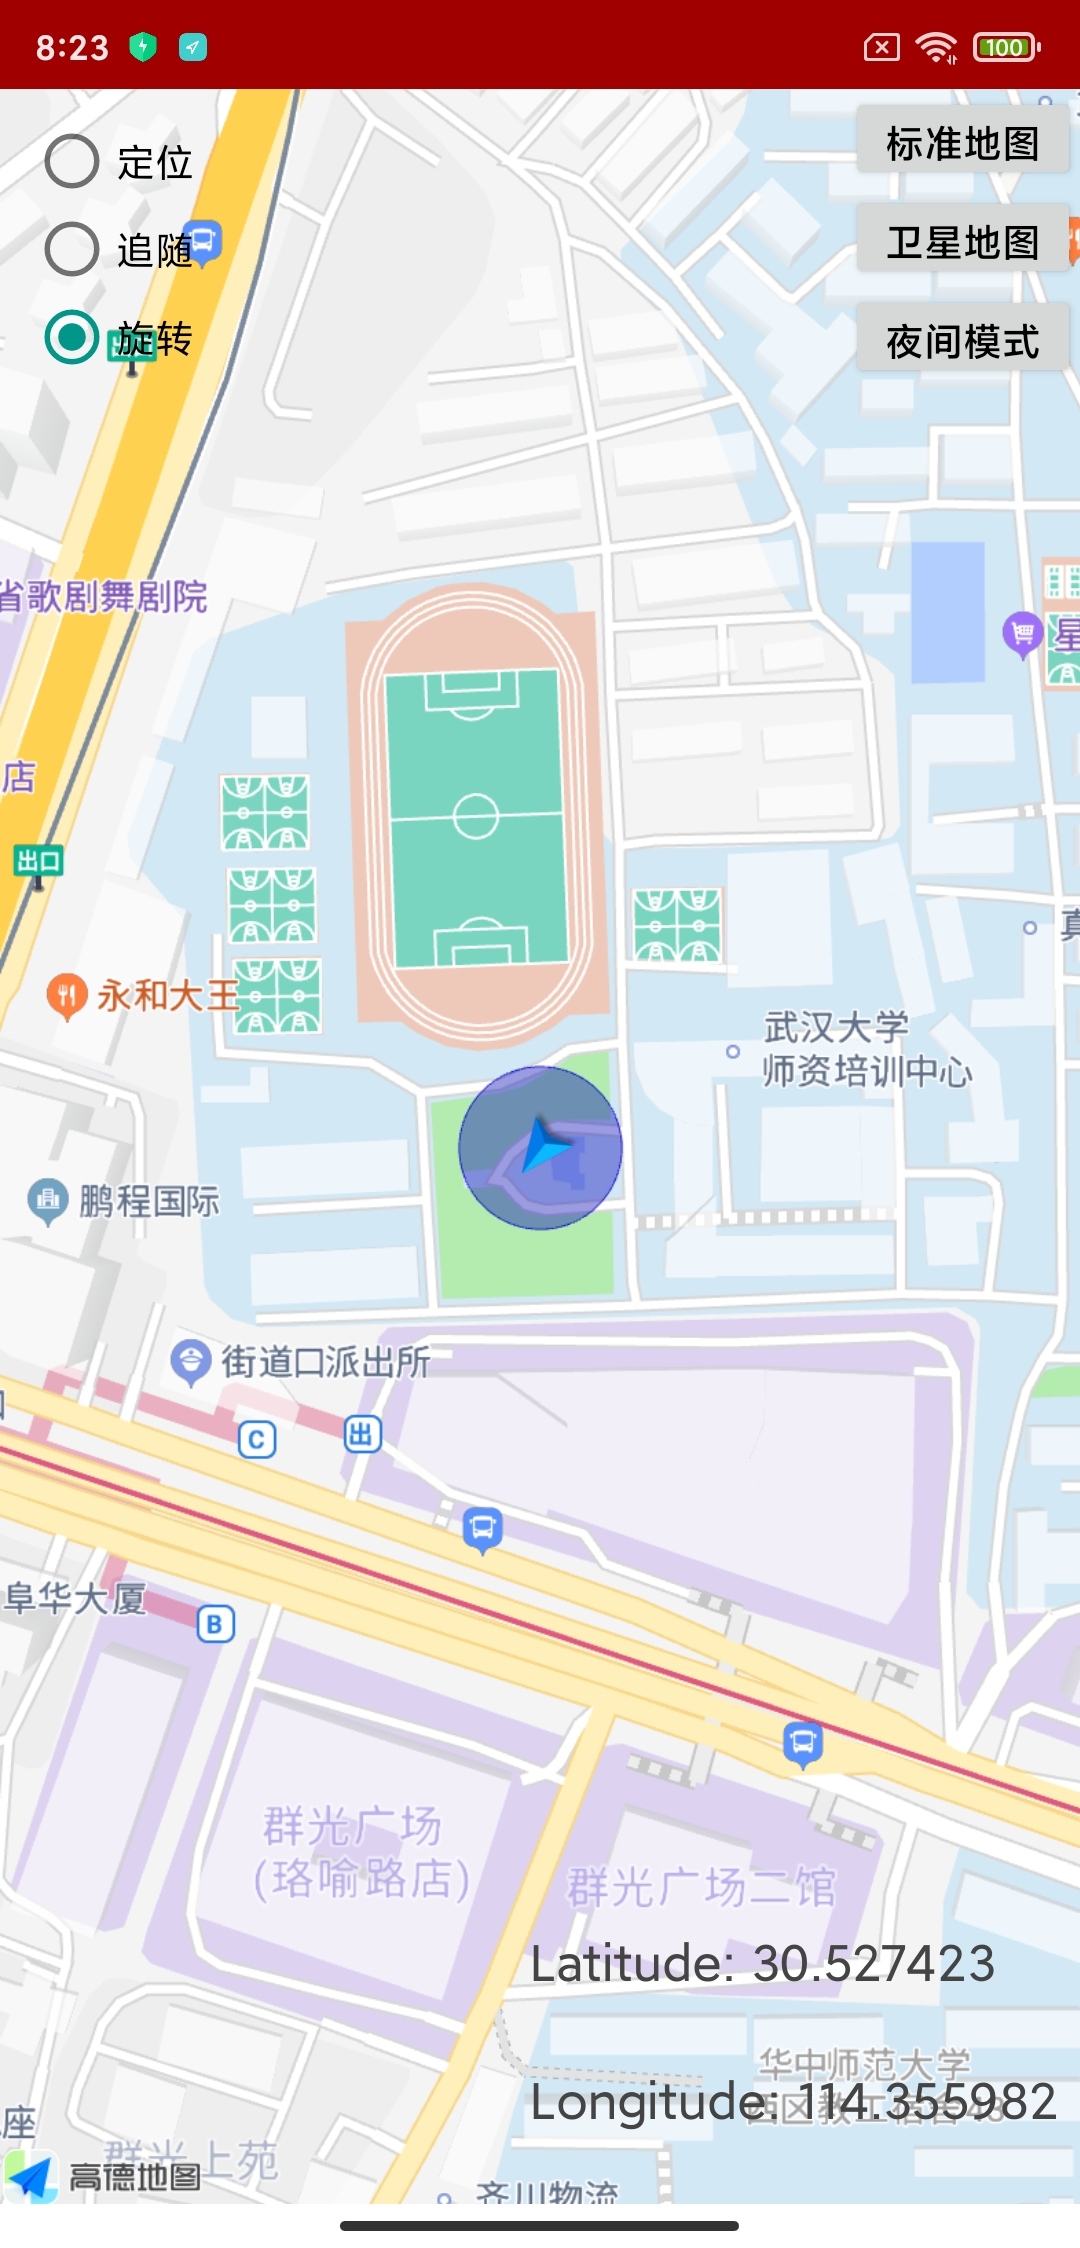 8:23
100
定位
标准地图
追随
卫星地图
旋转
夜间模式
省歌剧舞剧院
星
店
出口
真
永和大王
武汉大学
师资培训中心
鹏程国际
街道口派出所
C
出
阜华大厦
B
群光广场
(珞喻路店)
群光广场二馆
Latitude: 30.527423
华中师范大学
Longitude: 114.355982
座
群光上苑
高德地图
齐川物流